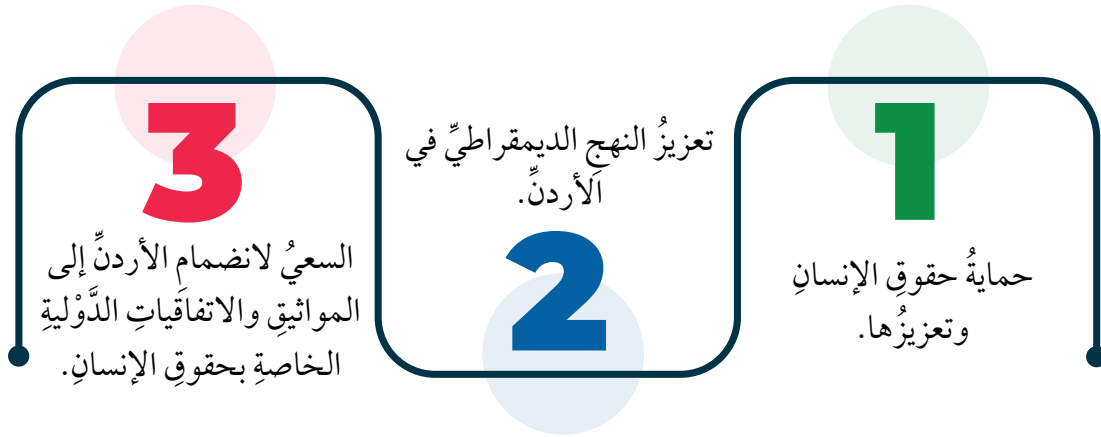 1
حمايةُ حقوقِ الإنسانِ
وتعزيزُها.
تعزيزُ النهجِ الديمقراطيِّ في
الأردنِّ.
2
3
السعيُ لانضمامِ الأردنِّ إلى
المواثيقِ والاتفاقياتِ الدَّوْليةِ
الخاصةِ بحقوقِ الإنسانِ.